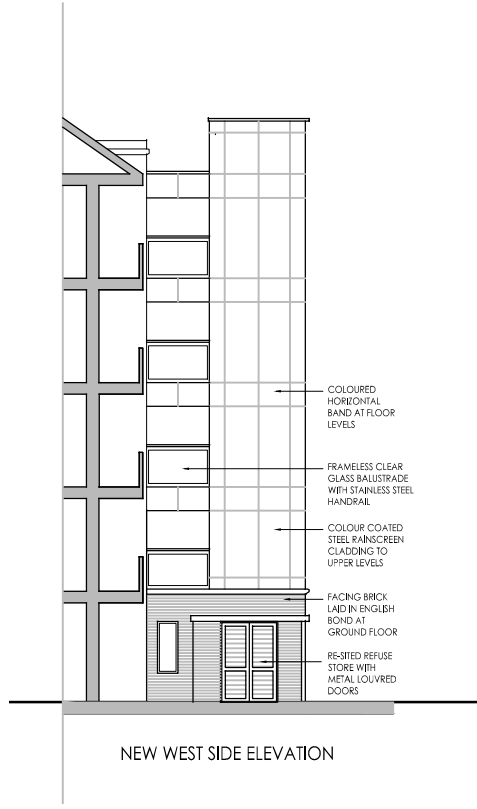 COLOURED
HORIZONTAL
BAND AT FLOOR
LEVELS
FRAMELESS CLEAR
GLASS BALUSTRADE
WITH STAINLESS STEEL
HANDRAIL
COLOUR COATED
STEEL RAINSCREEN
CLADDING TO
UPPER LEVELS
FACING BRICK
LAID IN ENGLISH
BOND AT
GROUND FLOOR
RE-SITED REFUSE
STORE WITH
METAL LOUVRED
DOORS
NEW WEST SIDE ELEVATION